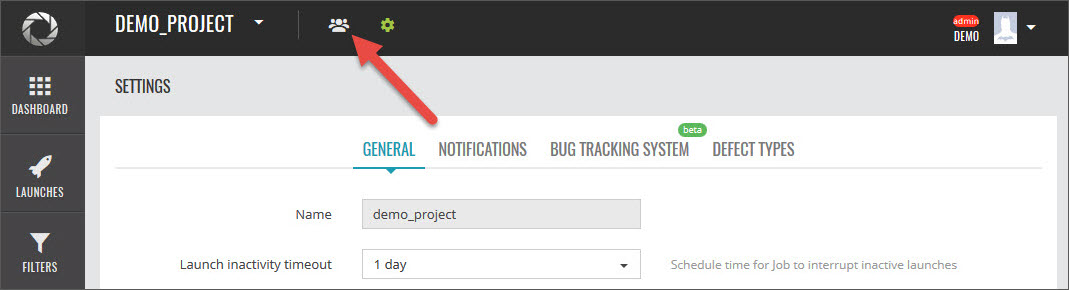 DEMO_PROJECT
admin
DEMO
SETTINGS
DASHBOARD
beta
GENERAL NOTIFICATIONS BUG TRACKING SYSTEM DEFECT TYPES
LAUNCHES
Name demo_project
FILTERS
Launch inactivity timeout 1 day Schedule time for Job to interrupt inactive launches